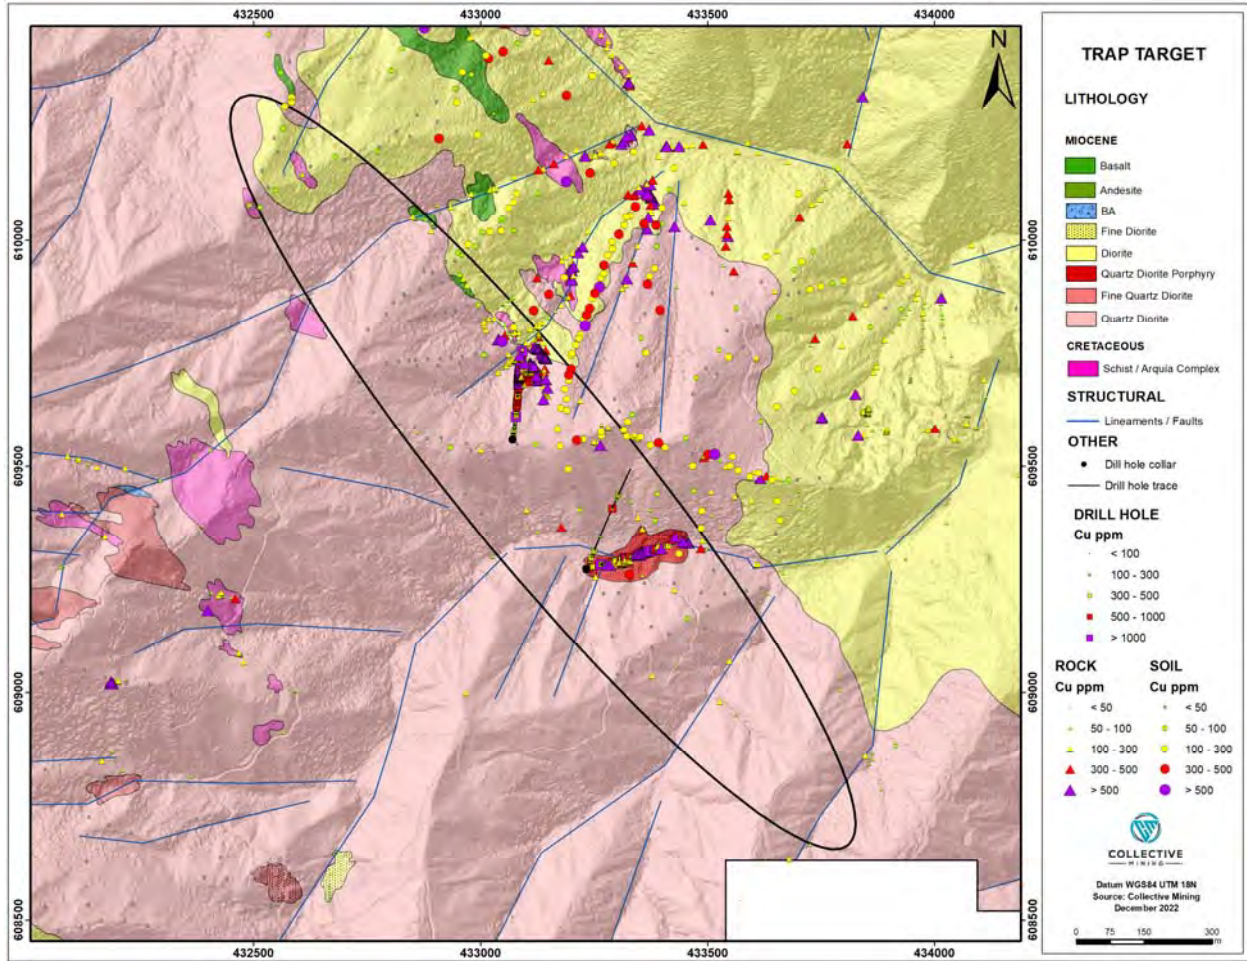 432500 433000 433500 434000
N
610000 610000
609500 609500
609000 609000
608500 608500
432500 433000 433500 434000
TRAP TARGET
LITHOLOGY
MIOCENE
Basalt
Andesite
BA
Fine Diorite
Diorite
Quartz Diorite Porphyry
Fine Quartz Diorite
Quartz Diorite
CRETACEOUS
Schist / Arquía Complex
STRUCTURAL
Lineaments / Faults
OTHER
Dill hole collar
Drill hole trace
DRILL HOLE
Cu ppm
< 100
100 - 300
300 - 500
500 - 1000
> 1000
ROCK SOIL
Cu ppm Cu ppm
< 50 < 50
50 - 100 50 - 100
100 - 300 100 - 300
300 - 500 300 - 500
> 500 > 500
COLLECTIVE
MINING
Datum WGS84 UTM 18N
Source: Collective Mining
December 2022
0 75 150 300
m